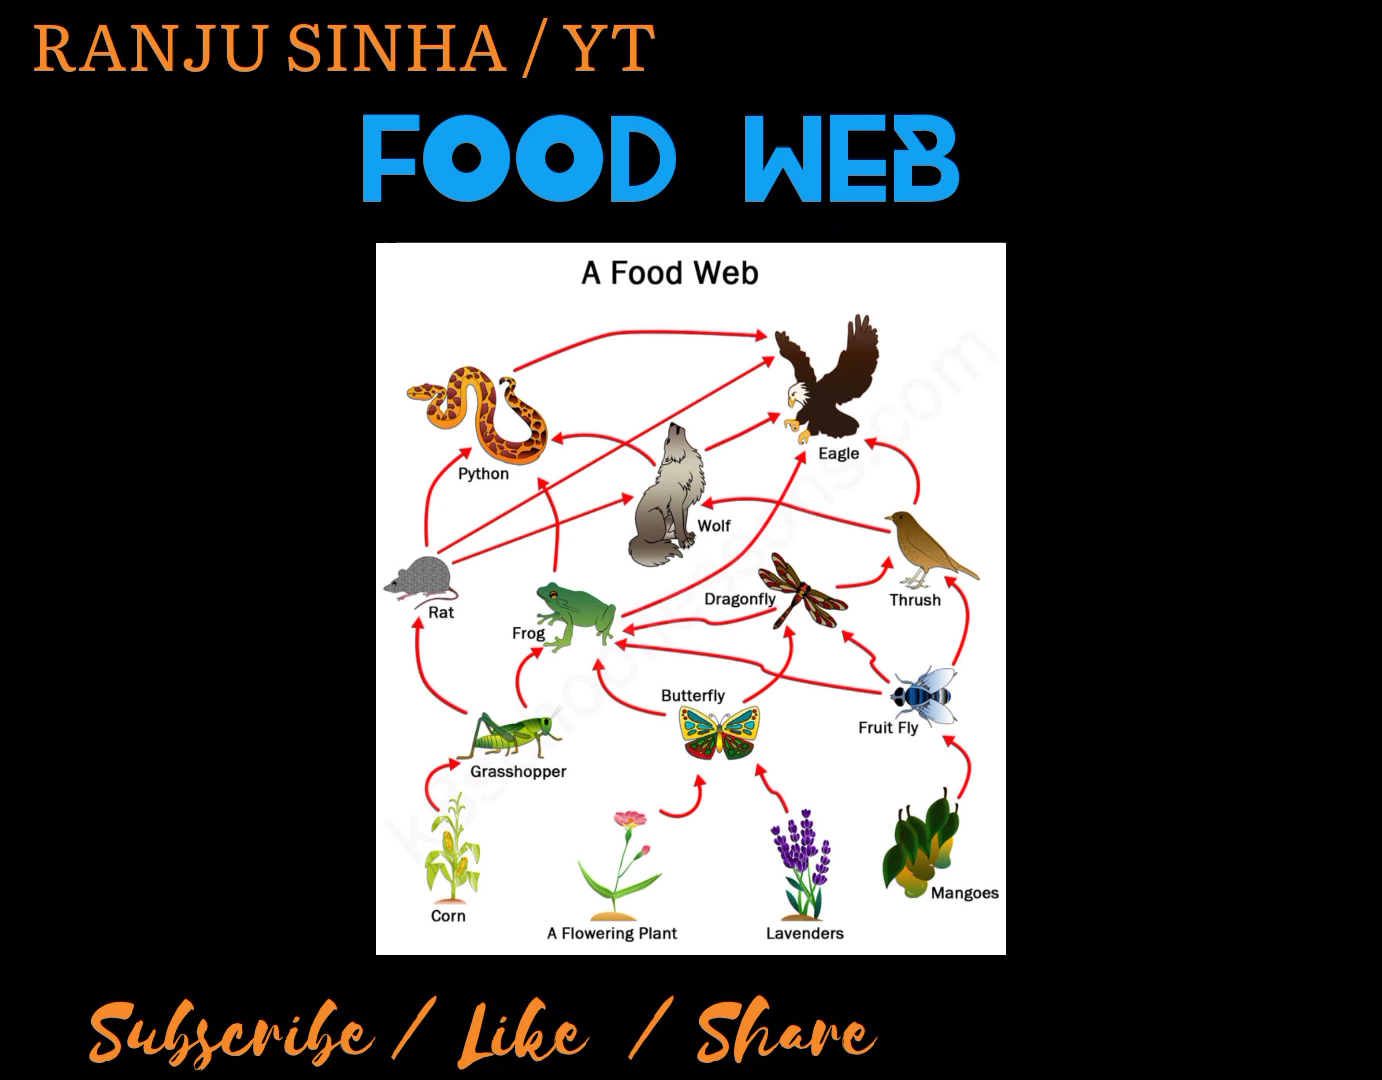 RANJU SINHA / YT
FOOD WEB
A Food Web
Eagle
Python
Wolf
Dragonfly
Thrush
Rat
Frog
Butterfly
Fruit Fly
Grasshopper
Mangoes
Corn
A Flowering Plant
Lavenders
Subscribe / Like / Share